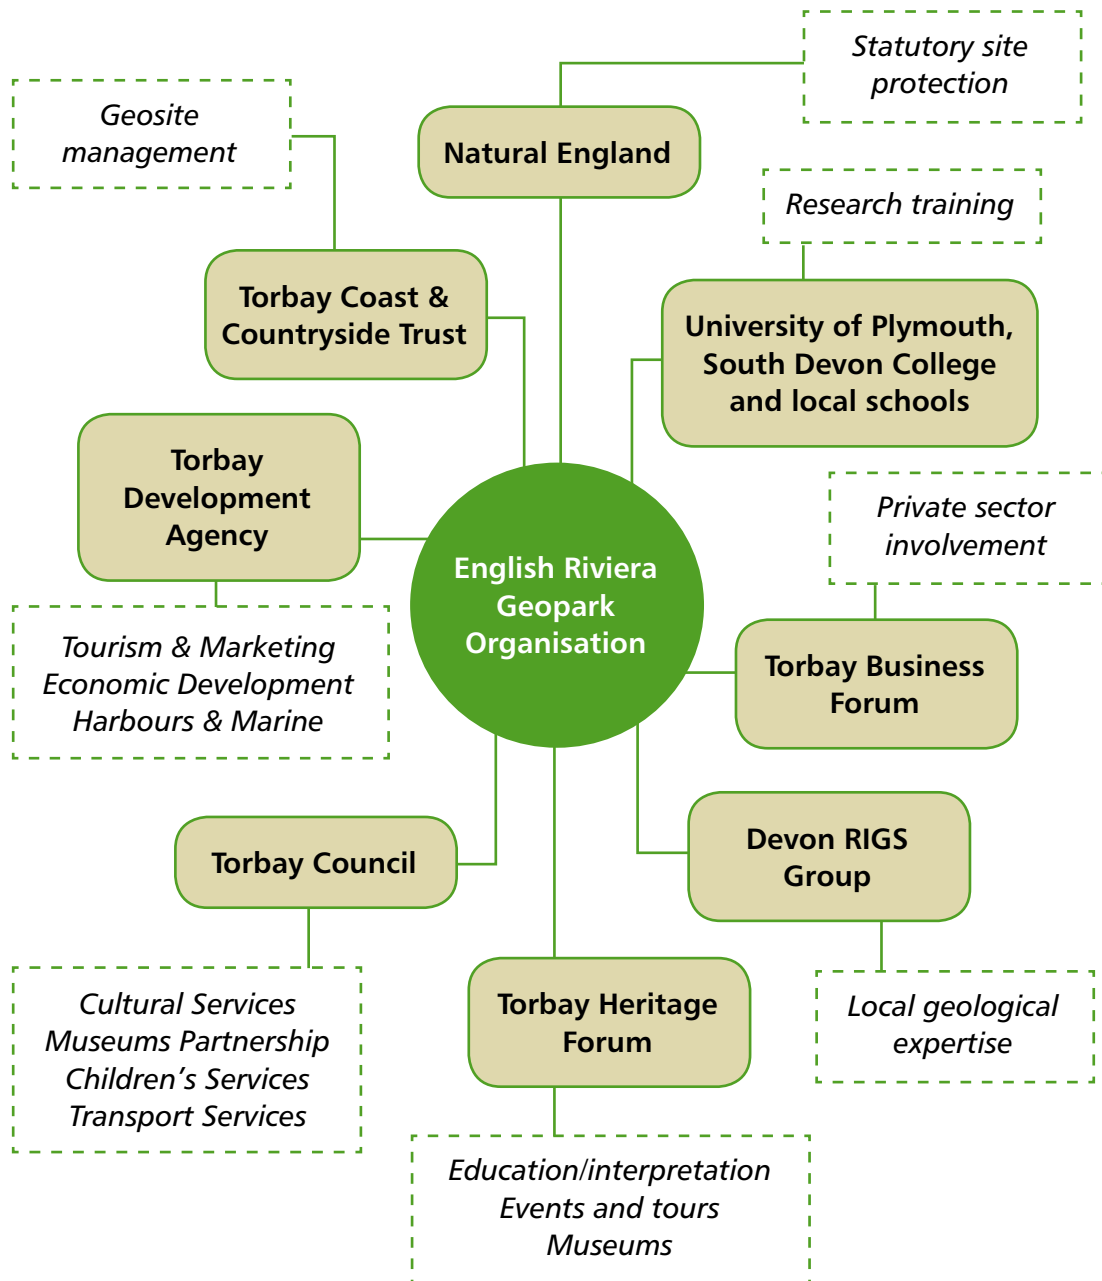 Statutory site
protection
Geosite
management
Natural England
Research training
Torbay Coast &
Countryside Trust
University of Plymouth,
South Devon College
and local schools
Torbay
Development
Agency
Private sector
involvement
English Riviera
Geopark
Organisation
Tourism & Marketing
Economic Development
Harbours & Marine
Torbay Business
Forum
Torbay Council
Devon RIGS
Group
Cultural Services
Museums Partnership
Children’s Services
Transport Services
Torbay Heritage
Forum
Local geological
expertise
Education/interpretation
Events and tours
Museums